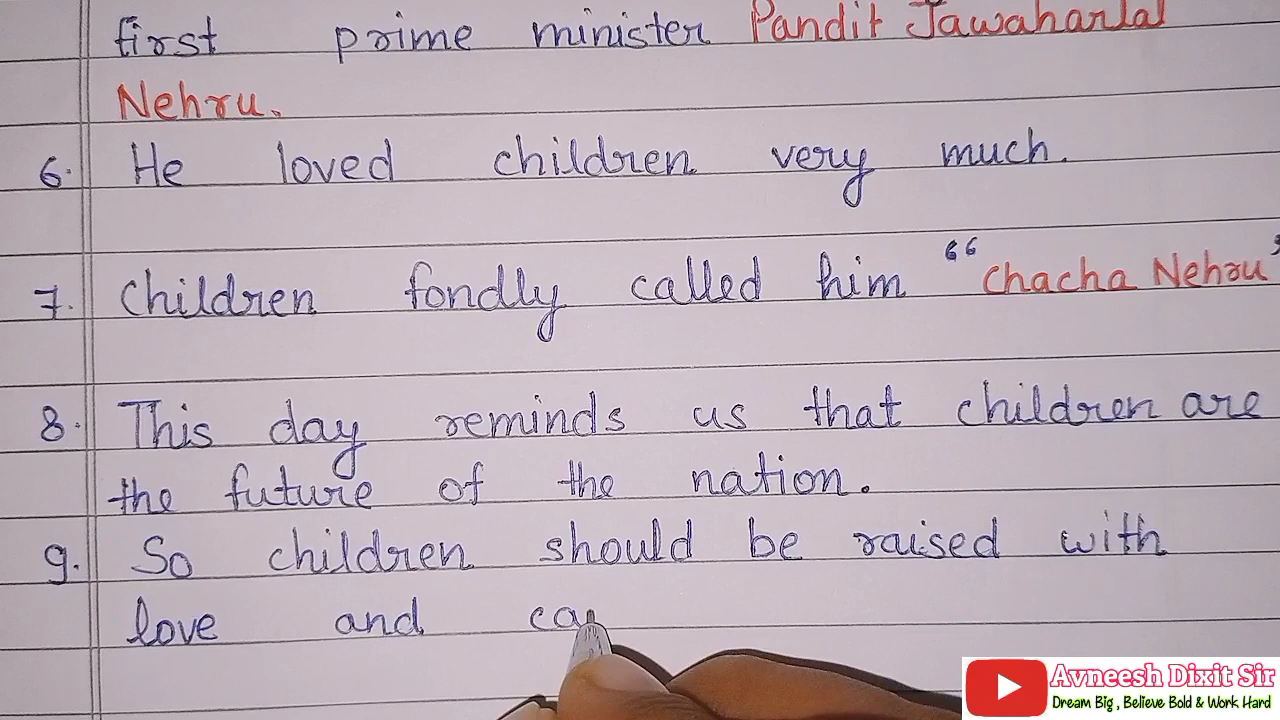 first prime minister Pandit Jawaharlal
Nehru.
6. He loved children very much.
7. Children fondly called him "Chacha Nehru"
8. This day reminds us that children are
the future of the nation.
9. So children should be raised with
love and ca
Avneesh Dixit Sir
Dream Big , Believe Bold & Work Hard